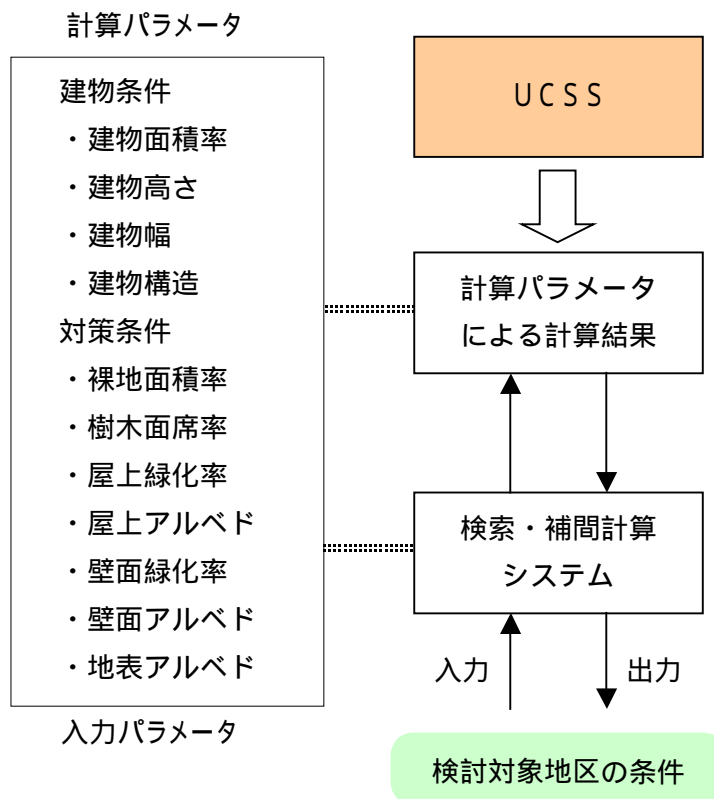 計算パラメータ
建物条件
・建物面積率
・建物高さ
・建物幅
・建物構造
対策条件
・裸地面積率
・樹木面席率
・屋上緑化率
・屋上アルベド
・壁面緑化率
・壁面アルベド
・地表アルベド
入力パラメータ
UCSS
計算パラメータ
による計算結果
検索・補間計算
システム
入力
出力
検討対象地区の条件